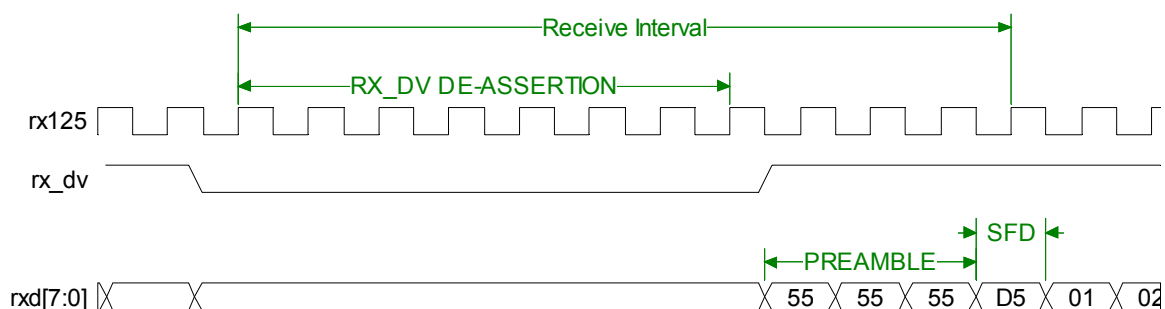 Receive Interval
RX_DV DE-ASSERTION
rx125
rx_dv
SFD
PREAMBLE
rxd[7:0] 55 55 55 D5 01 02